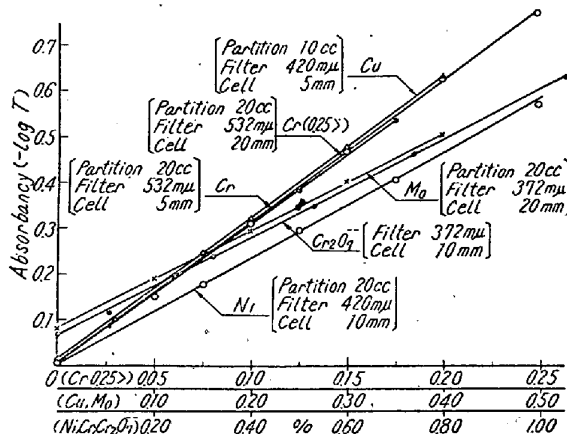 Absorbancy (-log T)
0.7
0.6
0.5
0.4
0.3
0.2
0.1
Partition 10cc
Filter 420mμ
Cell 5mm
Cu
Partition 20cc
Filter 532mμ
Cell 20mm
Cr(0.25>)
Partition 20cc
Filter 532mμ
Cell 5mm
Cr
Partition 20cc
Filter 372mμ
Cell 20mm
Mo
Cr2O7--
Filter 372mμ
Cell 10mm
Ni
Partition 20cc
Filter 420mμ
Cell 10mm
0 (Cr 0.25>) 0.05 0.10 0.15 0.20 0.25
(Cu, Mo) 0.10 0.20 0.30 0.40 0.50
(Ni,Cr,Cr2O7) 0.20 0.40 % 0.60 0.80 1.00